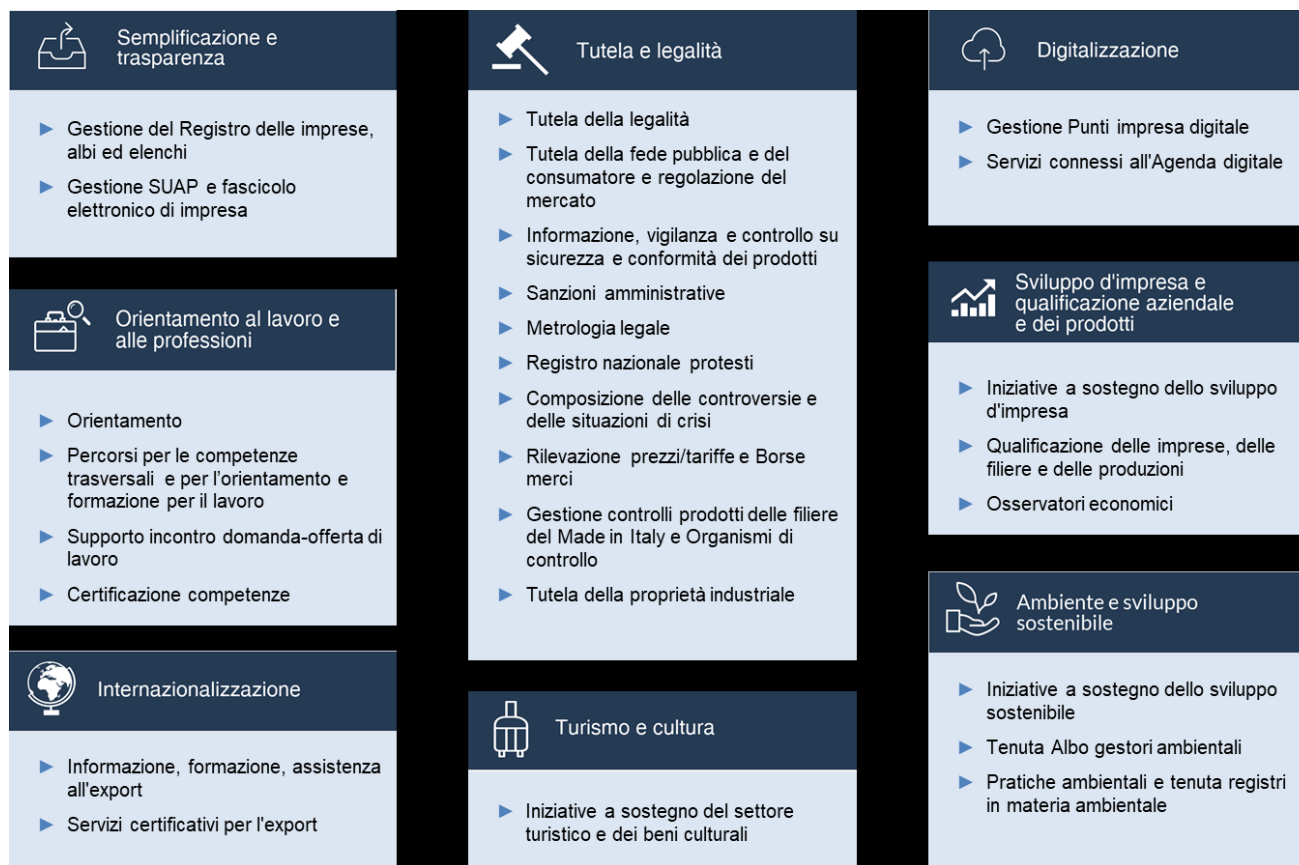 Semplificazione e
trasparenza
Gestione del Registro delle imprese,
albi ed elenchi
Gestione SUAP e fascicolo
elettronico di impresa
Orientamento al lavoro e
alle professioni
Orientamento
Percorsi per le competenze
trasversali e per l'orientamento e
formazione per il lavoro
Supporto incontro domanda-offerta di
lavoro
Certificazione competenze
Internazionalizzazione
Informazione, formazione, assistenza
all'export
Servizi certificativi per l'export
Tutela e legalità
Tutela della legalità
Tutela della fede pubblica e del
consumatore e regolazione del
mercato
Informazione, vigilanza e controllo su
sicurezza e conformità dei prodotti
Sanzioni amministrative
Metrologia legale
Registro nazionale protesti
Composizione delle controversie e
delle situazioni di crisi
Rilevazione prezzi/tariffe e Borse
merci
Gestione controlli prodotti delle filiere
del Made in Italy e Organismi di
controllo
Tutela della proprietà industriale
Turismo e cultura
Iniziative a sostegno del settore
turistico e dei beni culturali
Digitalizzazione
Gestione Punti impresa digitale
Servizi connessi all'Agenda digitale
Sviluppo d'impresa e
qualificazione aziendale
e dei prodotti
Iniziative a sostegno dello sviluppo
d'impresa
Qualificazione delle imprese, delle
filiere e delle produzioni
Osservatori economici
Ambiente e sviluppo
sostenibile
Iniziative a sostegno dello sviluppo
sostenibile
Tenuta Albo gestori ambientali
Pratiche ambientali e tenuta registri
in materia ambientale